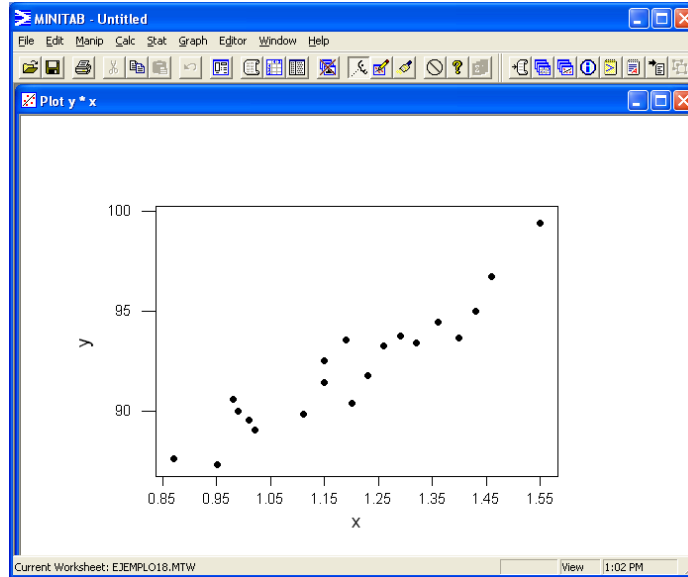 MINITAB - Untitled
File Edit Manip Calc Stat Graph Editor Window Help
Plot y * x
100
95
90
y
0.85 0.95 1.05 1.15 1.25 1.35 1.45 1.55
x
Current Worksheet: EJEMPLO18.MTW View 1:02 PM